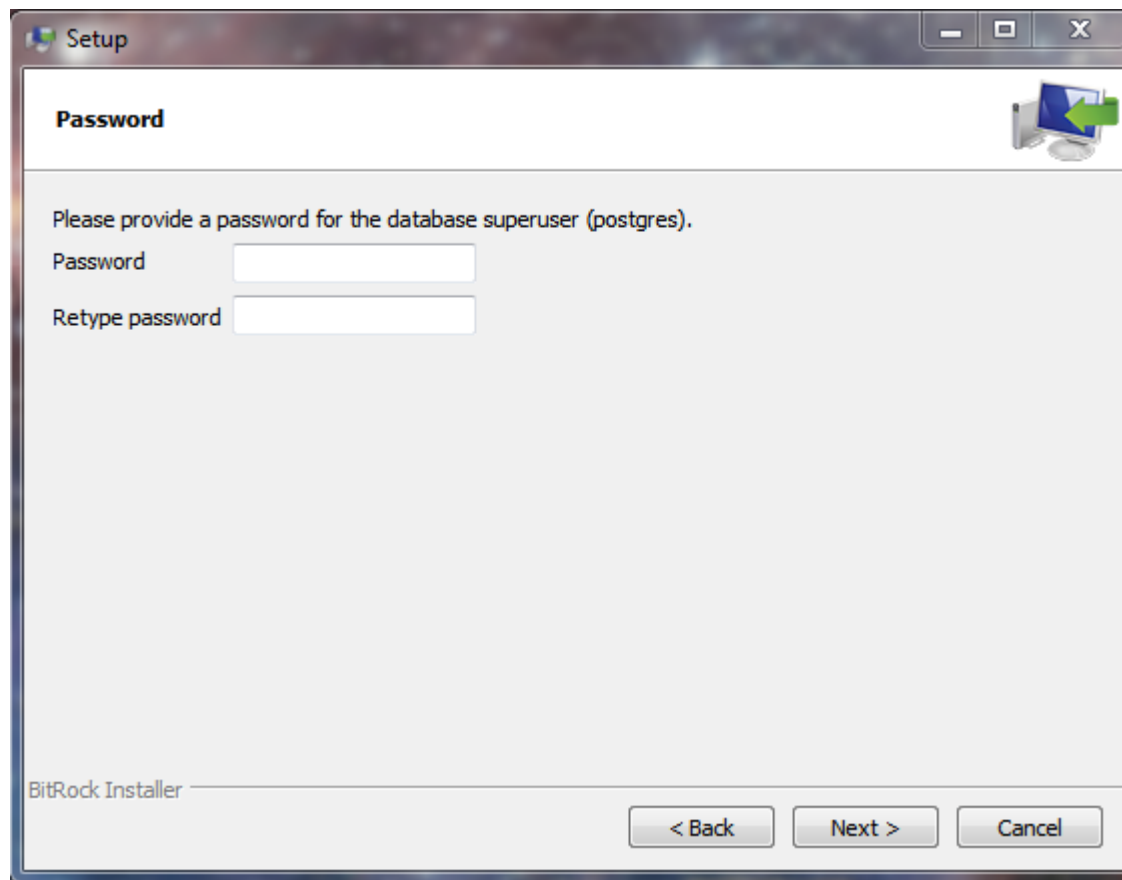 Setup
Password
Please provide a password for the database superuser (postgres).
Password
Retype password
BitRock Installer
< Back Next > Cancel